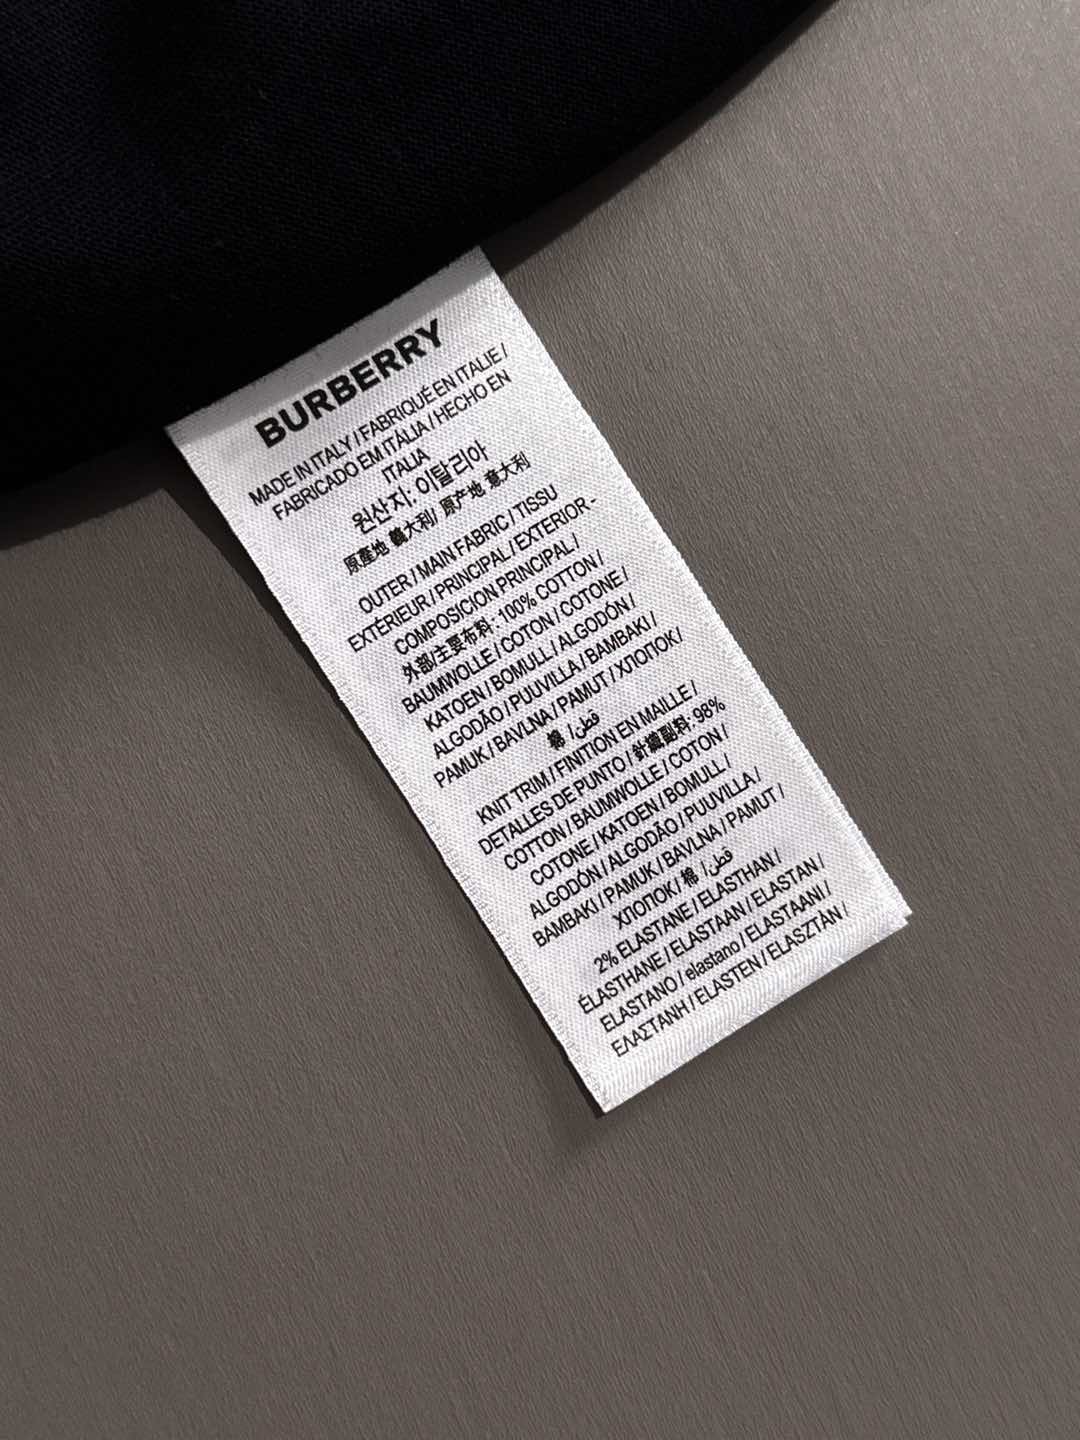 BURBERRY
MADE IN ITALY / FABRIQUÉ EN ITALIE /
FABRICADO EM ITÁLIA / HECHO EN
ITALIA
원산지: 이탈리아
原產地 義大利/ 原产地 意大利
OUTER / MAIN FABRIC / TISSU
EXTÉRIEUR / PRINCIPAL / EXTERIOR -
COMPOSICION PRINCIPAL /
外部/主要布料: 100% COTTON /
BAUMWOLLE / COTON / COTONE /
KATOEN / BOMULL / ALGODÓN /
ALGODÃO / PUUVILLA / BAMBAKI /
PAMUK / BAVLNA / PAMUT / ХЛОПОК /
棉 /قطن
KNIT TRIM / FINITION EN MAILLE /
DETALLES DE PUNTO / 針織副料: 98%
COTTON / BAUMWOLLE / COTON /
COTONE / KATOEN / BOMULL /
ALGODÓN / ALGODÃO / PUUVILLA /
BAMBAKI / PAMUK / BAVLNA / PAMUT /
ХЛОПОК / 棉 /قطن
2% ELASTANE / ELASTHAN /
ÉLASTHANE / ELASTAAN / ELASTAN /
ELASTANO / elastano / ELASTAANI /
ΕΛΑΣΤΑΝΗ / ELASTEN / ELASZTÁN /